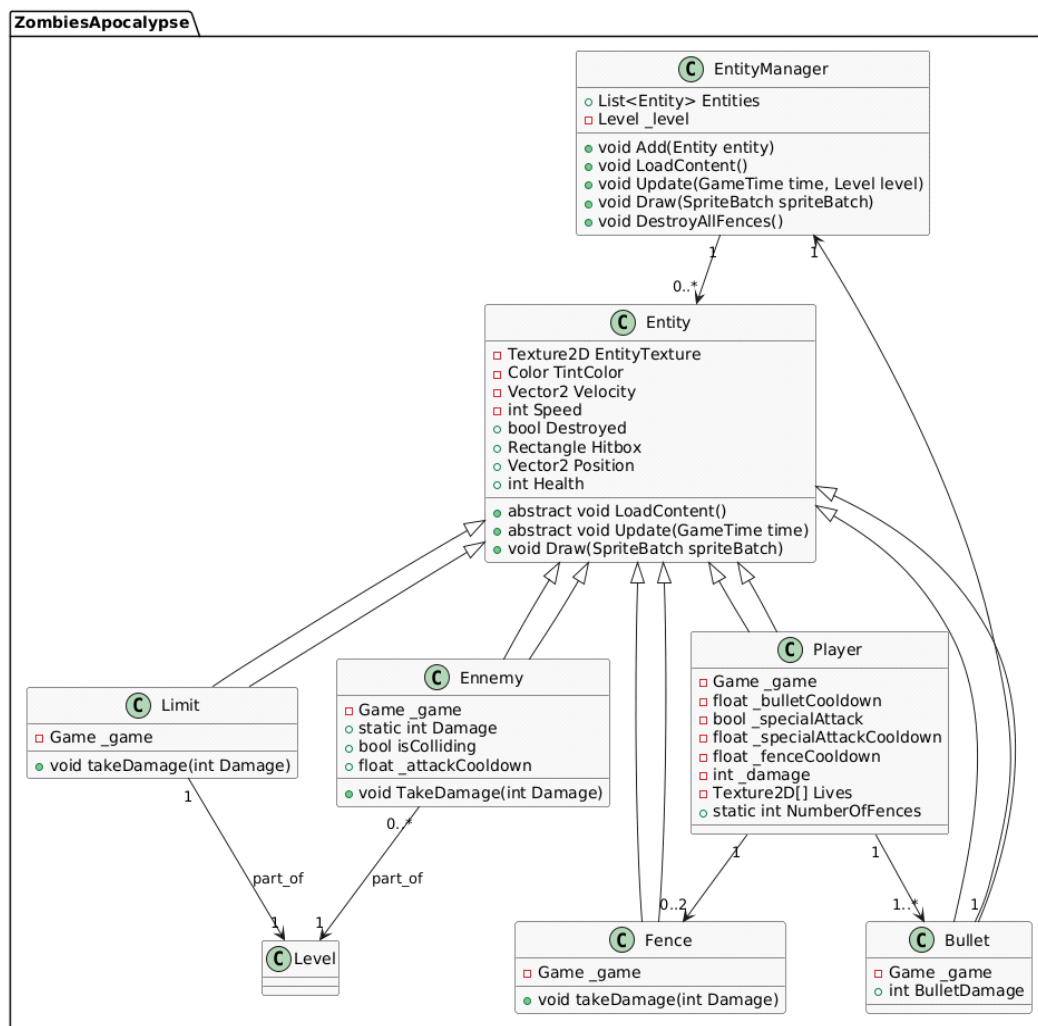 ZombiesApocalypse
C EntityManager
List<Entity> Entities
Level _level
void Add(Entity entity)
void LoadContent()
void Update(GameTime time, Level level)
void Draw(SpriteBatch spriteBatch)
void DestroyAllFences()
1
1
0..*
C Entity
Texture2D EntityTexture
Color TintColor
Vector2 Velocity
int Speed
bool Destroyed
Rectangle Hitbox
Vector2 Position
int Health
abstract void LoadContent()
abstract void Update(GameTime time)
void Draw(SpriteBatch spriteBatch)
C Limit
Game _game
void takeDamage(int Damage)
C Ennemy
Game _game
static int Damage
bool isColliding
float _attackCooldown
void TakeDamage(int Damage)
C Player
Game _game
float _bulletCooldown
bool _specialAttack
float _specialAttackCooldown
float _fenceCooldown
int _damage
Texture2D[] Lives
static int NumberOfFences
1
0..*
1
1
part_of
part_of
1
1
0..2
1..*
1
C Level
C Fence
Game _game
void takeDamage(int Damage)
C Bullet
Game _game
int BulletDamage